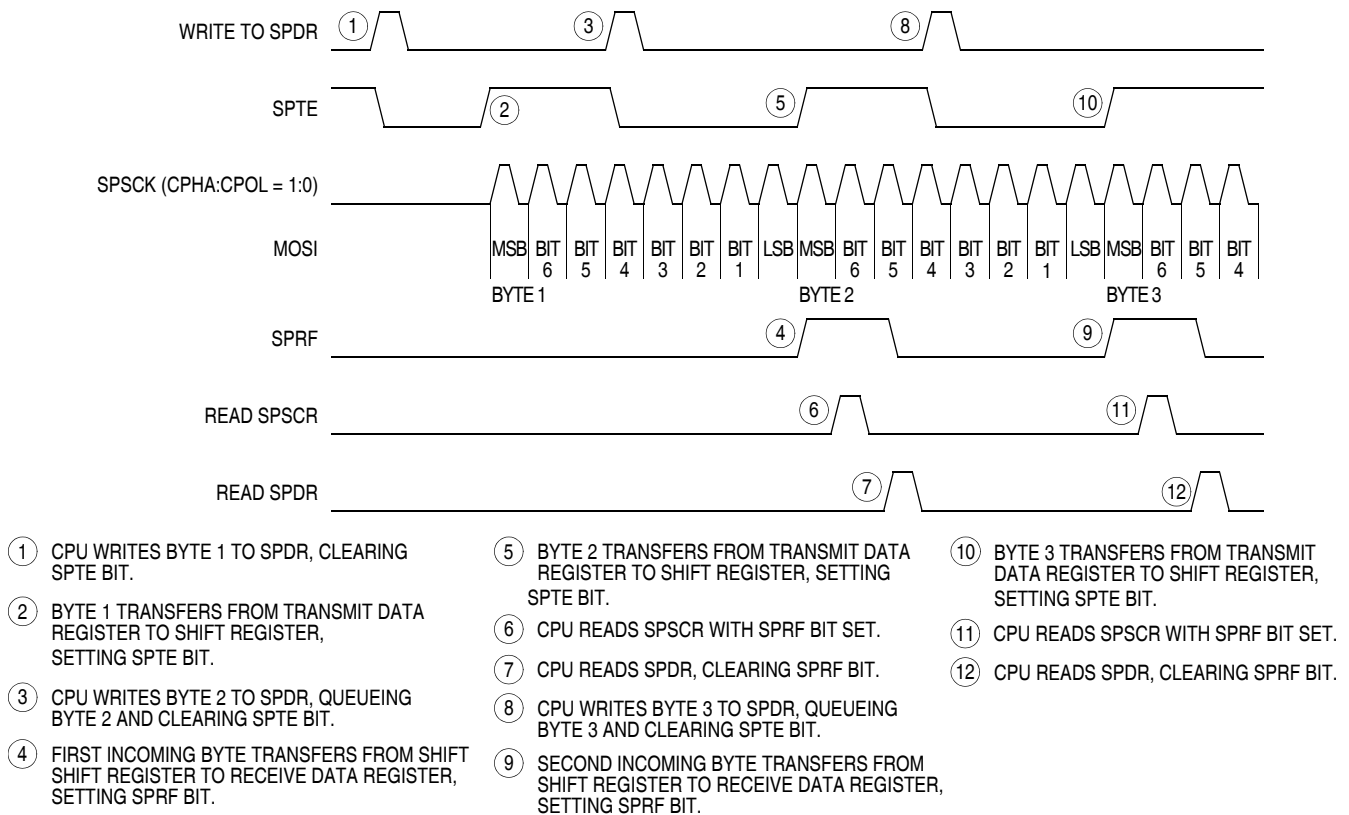 WRITE TO SPDR
1
3
8
SPTE
2
5
10
SPSCK (CPHA:CPOL = 1:0)
MOSI
MSB BIT BIT BIT BIT BIT BIT LSB MSB BIT BIT BIT BIT BIT BIT LSB MSB BIT BIT BIT
6 5 4 3 2 1 6 5 4 3 2 1 6 5 4
BYTE 1 BYTE 2 BYTE 3
SPRF
4
9
READ SPSCR
6
11
READ SPDR
7
12
1 CPU WRITES BYTE 1 TO SPDR, CLEARING
SPTE BIT.
2 BYTE 1 TRANSFERS FROM TRANSMIT DATA
REGISTER TO SHIFT REGISTER,
SETTING SPTE BIT.
3 CPU WRITES BYTE 2 TO SPDR, QUEUEING
BYTE 2 AND CLEARING SPTE BIT.
4 FIRST INCOMING BYTE TRANSFERS FROM SHIFT
SHIFT REGISTER TO RECEIVE DATA REGISTER,
SETTING SPRF BIT.
5 BYTE 2 TRANSFERS FROM TRANSMIT DATA
REGISTER TO SHIFT REGISTER, SETTING
SPTE BIT.
6 CPU READS SPSCR WITH SPRF BIT SET.
7 CPU READS SPDR, CLEARING SPRF BIT.
8 CPU WRITES BYTE 3 TO SPDR, QUEUEING
BYTE 3 AND CLEARING SPTE BIT.
9 SECOND INCOMING BYTE TRANSFERS FROM
SHIFT REGISTER TO RECEIVE DATA REGISTER,
SETTING SPRF BIT.
10 BYTE 3 TRANSFERS FROM TRANSMIT
DATA REGISTER TO SHIFT REGISTER,
SETTING SPTE BIT.
11 CPU READS SPSCR WITH SPRF BIT SET.
12 CPU READS SPDR, CLEARING SPRF BIT.